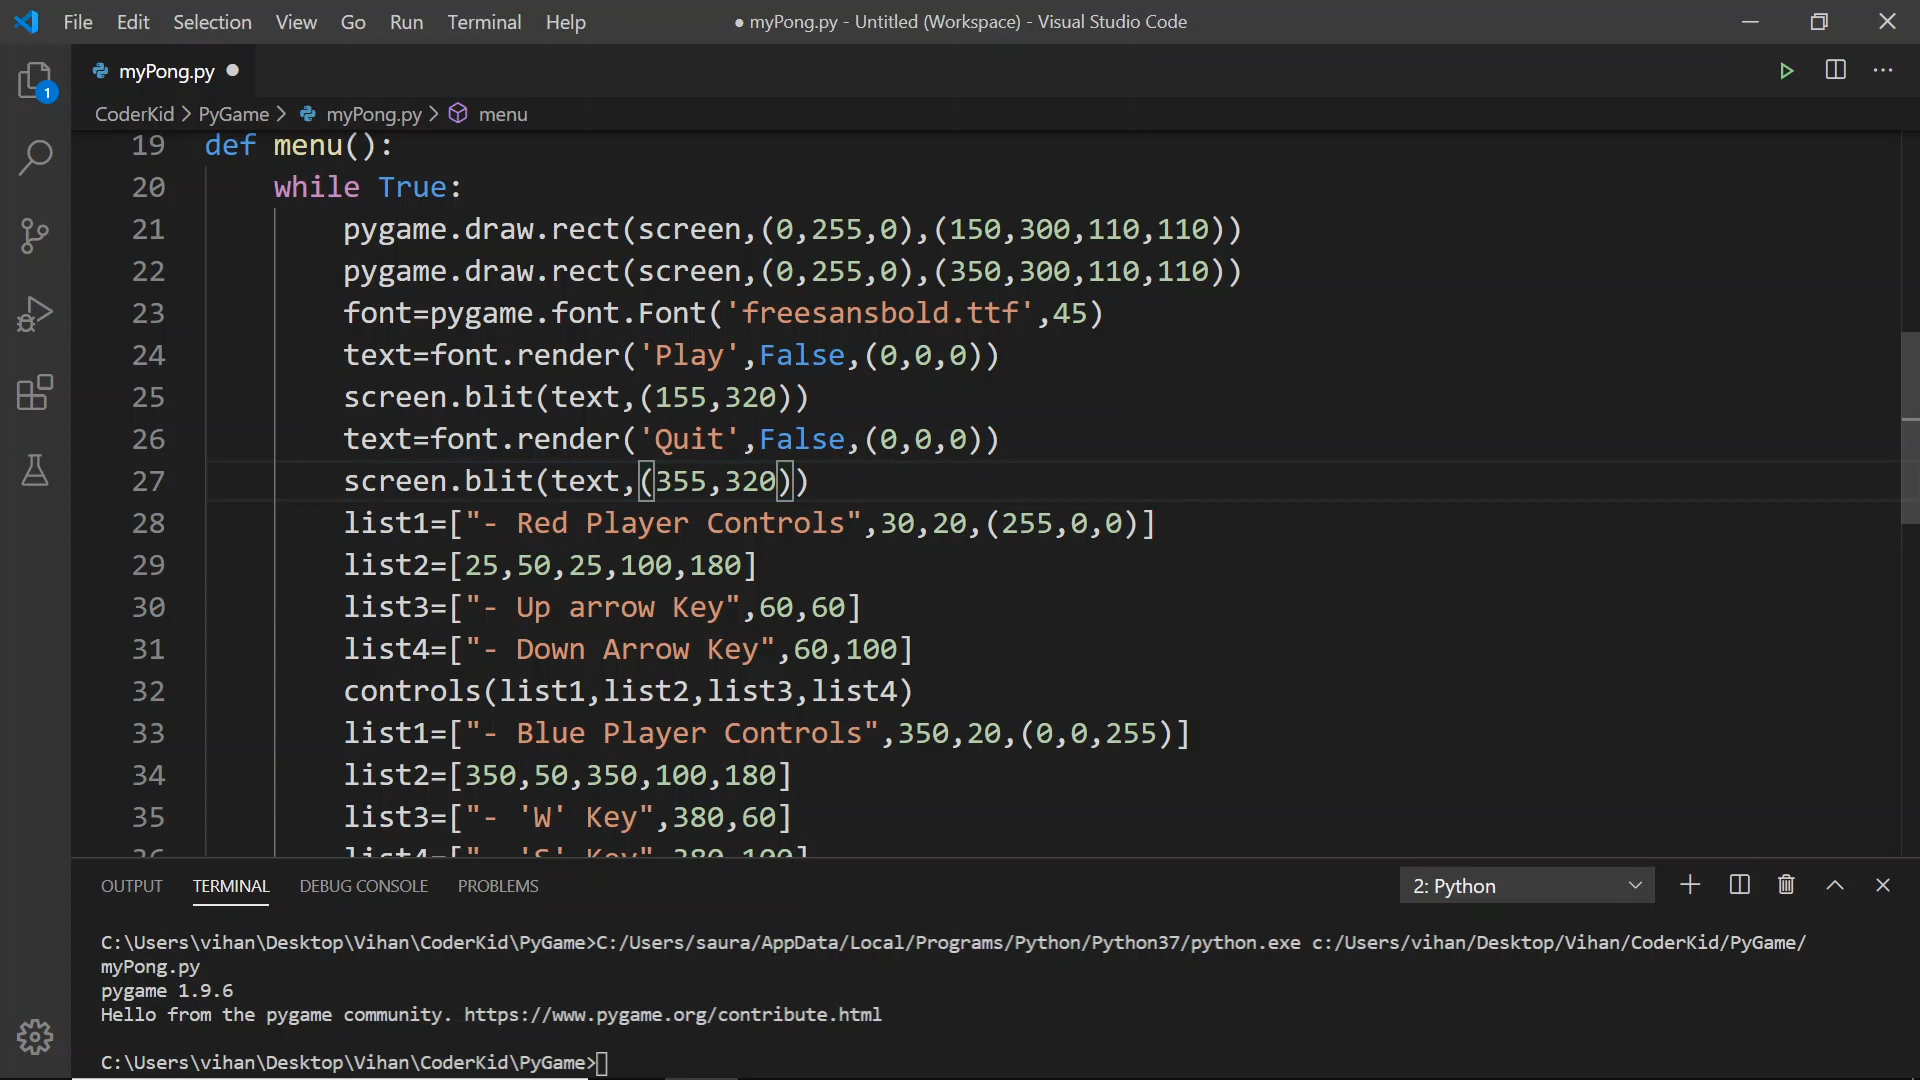 File Edit Selection View Go Run Terminal Help ● myPong.py - Untitled (Workspace) - Visual Studio Code
myPong.py ●
1
CoderKid > PyGame > myPong.py > menu
19 def menu():
20 while True:
21 pygame.draw.rect(screen,(0,255,0),(150,300,110,110))
22 pygame.draw.rect(screen,(0,255,0),(350,300,110,110))
23 font=pygame.font.Font('freesansbold.ttf',45)
24 text=font.render('Play',False,(0,0,0))
25 screen.blit(text,(155,320))
26 text=font.render('Quit',False,(0,0,0))
27 screen.blit(text,(355,320))
28 list1=["- Red Player Controls",30,20,(255,0,0)]
29 list2=[25,50,25,100,180]
30 list3=["- Up arrow Key",60,60]
31 list4=["- Down Arrow Key",60,100]
32 controls(list1,list2,list3,list4)
33 list1=["- Blue Player Controls",350,20,(0,0,255)]
34 list2=[350,50,350,100,180]
35 list3=["- 'W' Key",380,60]
36 list4=["- 'S' Key",380,100]
OUTPUT TERMINAL DEBUG CONSOLE PROBLEMS 2: Python
C:\Users\vihan\Desktop\Vihan\CoderKid\PyGame>C:/Users/saura/AppData/Local/Programs/Python/Python37/python.exe c:/Users/vihan/Desktop/Vihan/CoderKid/PyGame/
myPong.py
pygame 1.9.6
Hello from the pygame community. https://www.pygame.org/contribute.html
C:\Users\vihan\Desktop\Vihan\CoderKid\PyGame>